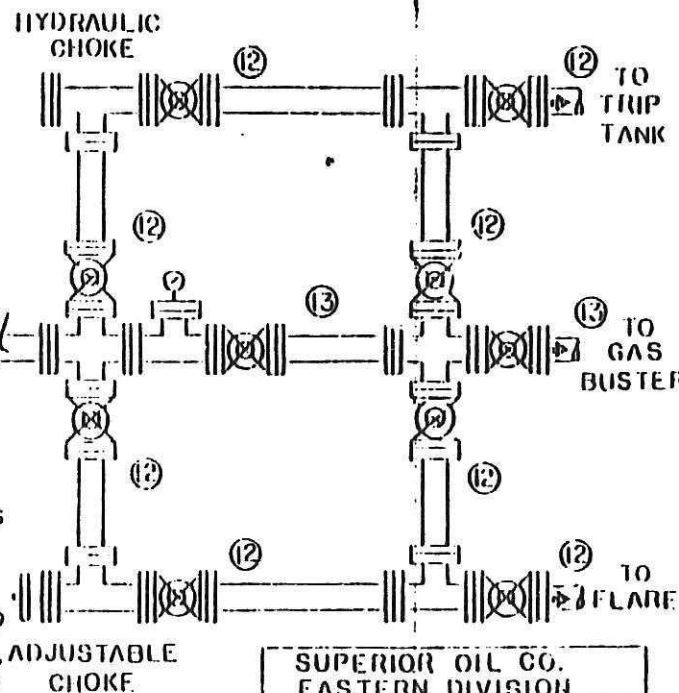 HYDRAULIC
CHOKE
12
12
TO
TRIP
TANK
12
12
13
13
TO
GAS
BUSTER
12
12
12
12
TO
FLARE
ADJUSTABLE
CHOKE
SUPERIOR OIL CO.
EASTERN DIVISION